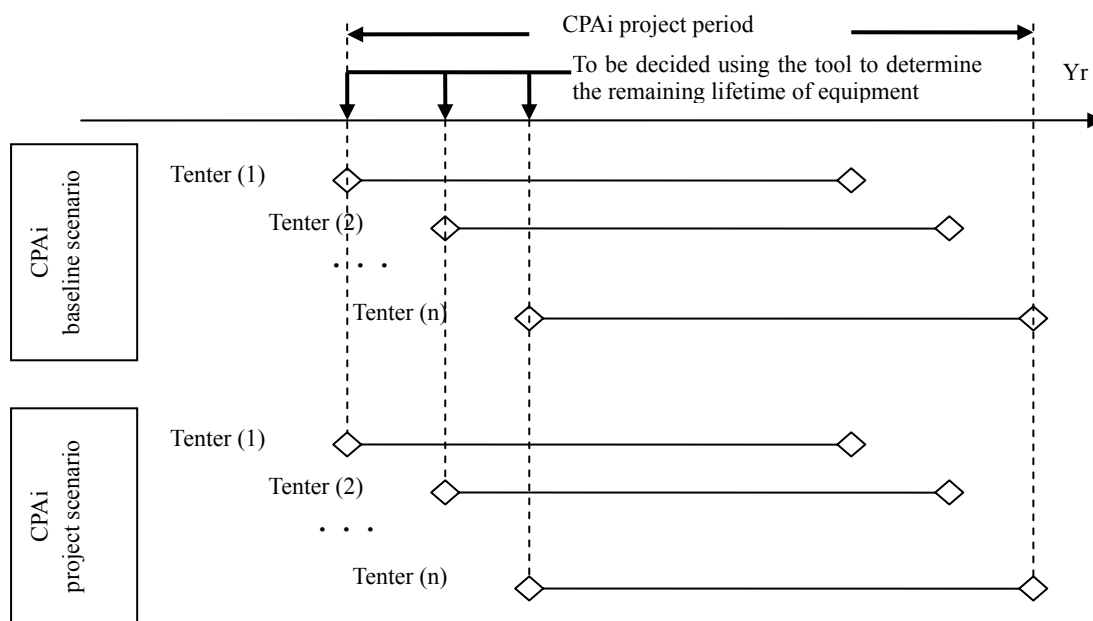 CPAi project period
To be decided using the tool to determine
the remaining lifetime of equipment
Yr
CPAi
baseline scenario
Tenter (1)
Tenter (2)
. . .
Tenter (n)
CPAi
project scenario
Tenter (1)
Tenter (2)
. . .
Tenter (n)